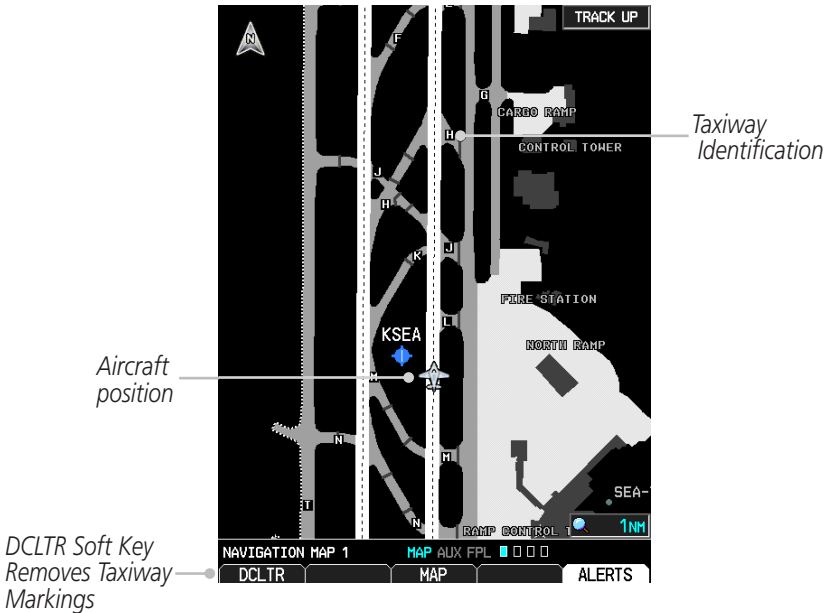 TRACK UP
N
F
G
CARGO RAMP
H
CONTROL TOWER
Taxiway
Identification
J
H
J
K
FIRE STATION
L
KSEA
NORTH RAMP
Aircraft
position
M
N
M
SEA-
T
N
RAMP CONTROL T
1NM
NAVIGATION MAP 1
MAP AUX FPL
DCLTR Soft Key
Removes Taxiway
Markings
DCLTR
MAP
ALERTS